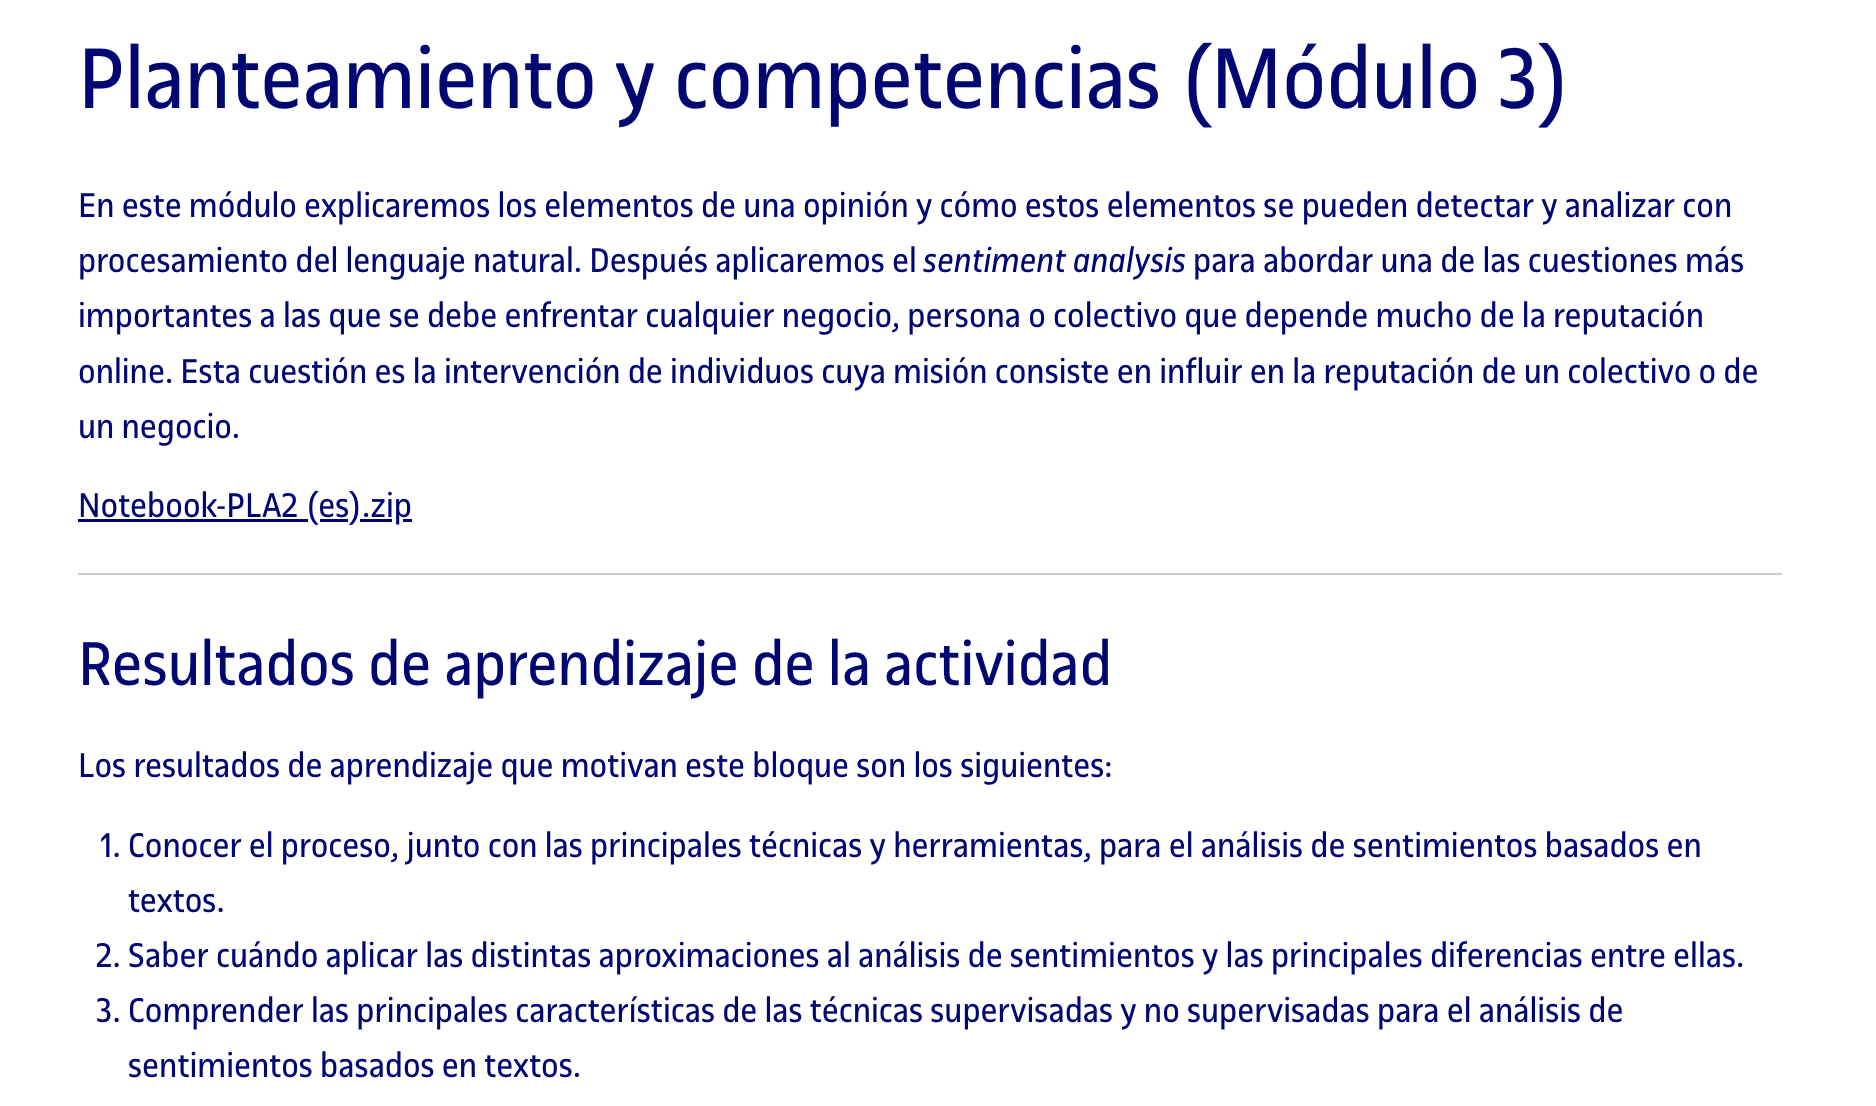 Planteamiento y competencias (Módulo 3)
En este módulo explicaremos los elementos de una opinión y cómo estos elementos se pueden detectar y analizar con
procesamiento del lenguaje natural. Después aplicaremos el sentiment analysis para abordar una de las cuestiones más
importantes a las que se debe enfrentar cualquier negocio, persona o colectivo que depende mucho de la reputación
online. Esta cuestión es la intervención de individuos cuya misión consiste en influir en la reputación de un colectivo o de
un negocio.
Notebook-PLA2 (es).zip
Resultados de aprendizaje de la actividad
Los resultados de aprendizaje que motivan este bloque son los siguientes:
1. Conocer el proceso, junto con las principales técnicas y herramientas, para el análisis de sentimientos basados en
textos.
2. Saber cuándo aplicar las distintas aproximaciones al análisis de sentimientos y las principales diferencias entre ellas.
3. Comprender las principales características de las técnicas supervisadas y no supervisadas para el análisis de
sentimientos basados en textos.